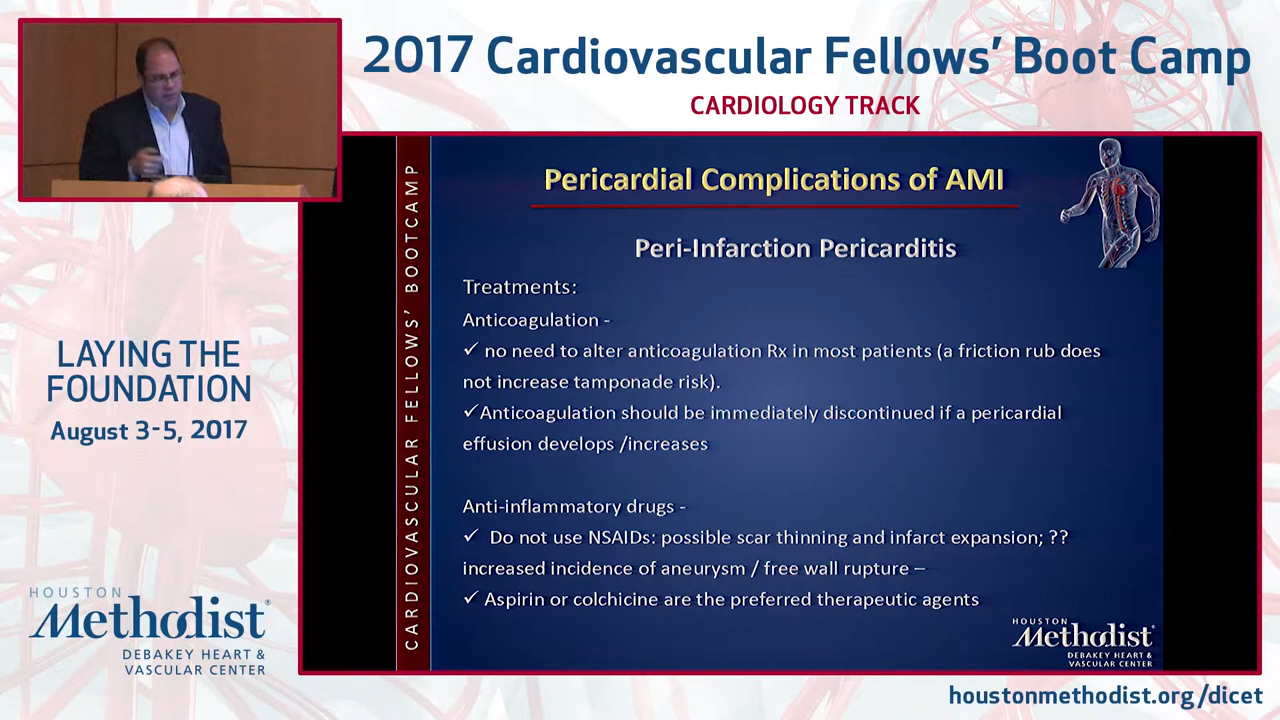 2017 Cardiovascular Fellows’ Boot Camp
CARDIOLOGY TRACK
LAYING THE
FOUNDATION
August 3-5, 2017
HOUSTON
Methodist®
DEBAKEY HEART &
VASCULAR CENTER
CARDIOVASCULAR FELLOWS’ BOOTCAMP
Pericardial Complications of AMI
Peri-Infarction Pericarditis
Treatments:
Anticoagulation -
✓ no need to alter anticoagulation Rx in most patients (a friction rub does
not increase tamponade risk).
✓Anticoagulation should be immediately discontinued if a pericardial
effusion develops /increases
Anti-inflammatory drugs -
✓ Do not use NSAIDs: possible scar thinning and infarct expansion; ??
increased incidence of aneurysm / free wall rupture –
✓ Aspirin or colchicine are the preferred therapeutic agents
HOUSTON
Methodist®
DEBAKEY HEART &
VASCULAR CENTER
houstonmethodist.org/dicet